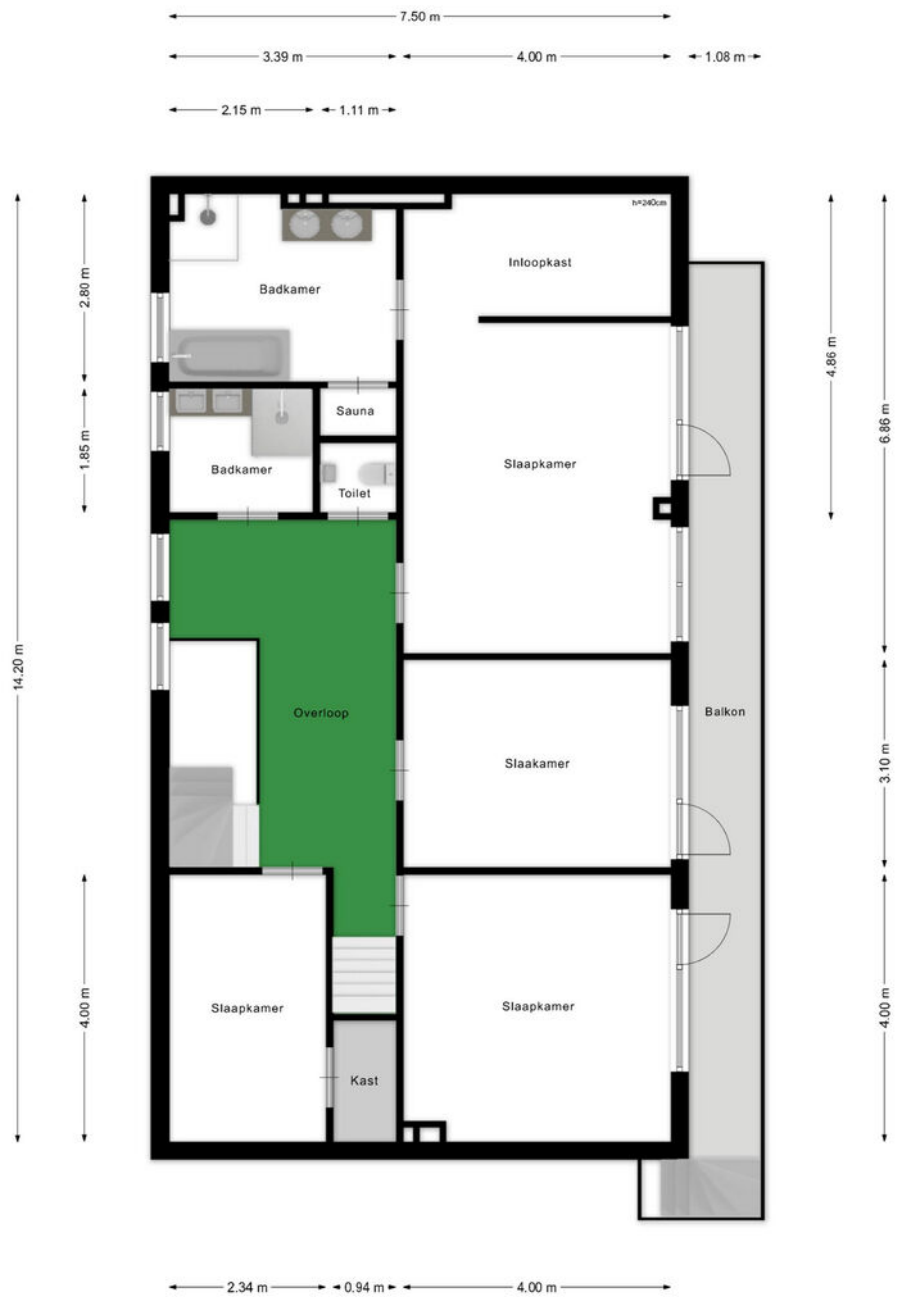 7.50 m
3.39 m
4.00 m
1.08 m
2.15 m
1.11 m
h=240cm
Inloopkast
Badkamer
2.80 m
4.86 m
Sauna
6.86 m
1.85 m
Badkamer
Slaapkamer
Toilet
14.20 m
Overloop
Balkon
Slaakamer
3.10 m
Slaapkamer
Slaapkamer
4.00 m
4.00 m
Kast
2.34 m
0.94 m
4.00 m